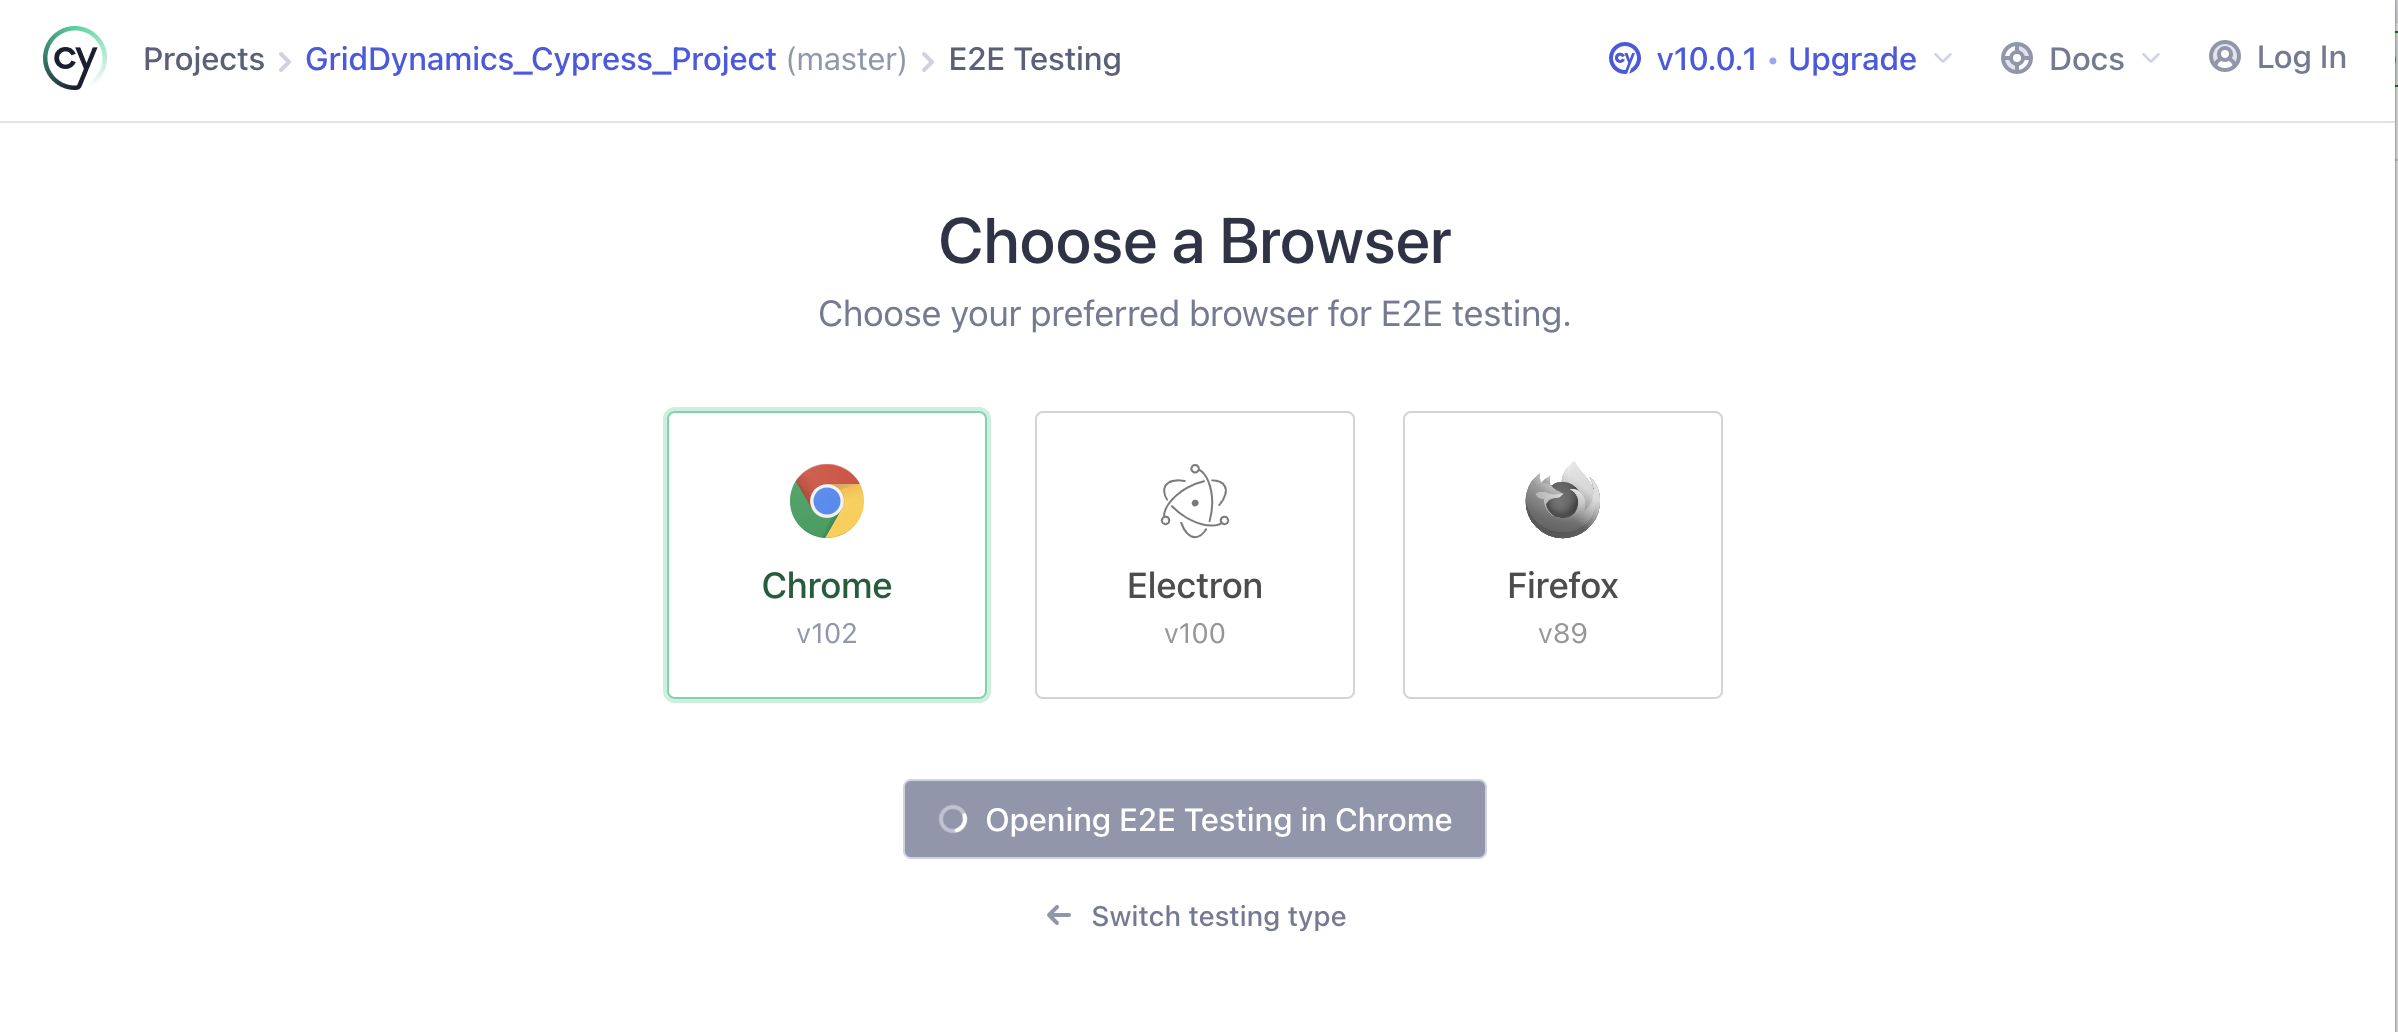 cy Projects > GridDynamics_Cypress_Project (master) > E2E Testing cy v10.0.1 • Upgrade Docs Log In
Choose a Browser
Choose your preferred browser for E2E testing.
Chrome Electron Firefox
v102 v100 v89
Opening E2E Testing in Chrome
← Switch testing type